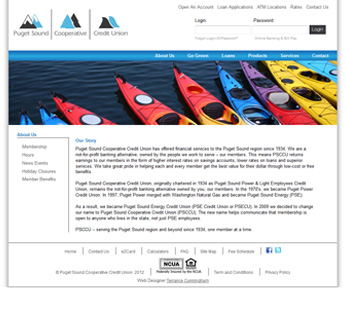 Open An Account Loan Applications ATM Locations Rates Contact Us
Login: Password:
Login
Puget Sound Cooperative Credit Union
Forgot Login ID/Password? Online Banking & Bill Pay
About Us Go Green Loans Products Services Contact
About Us
Membership
Hours
News Events
Holiday Closures
Member Benefits
Our Story
Puget Sound Cooperative Credit Union has offered financial services to the Puget Sound region since 1934. We are a
not-for-profit banking alternative, owned by the people we work to serve – our members. This means PSCCU returns
earnings to our members in the form of higher interest rates on savings accounts, lower rates on loans and superior
services. We take great pride in helping each and every member get the best value for their dollar through low-cost or free
benefits.
Puget Sound Cooperative Credit Union, originally chartered in 1934 as Puget Sound Power & Light Employees Credit
Union, remains the not-for-profit banking alternative owned by you, our members. In the 1970's, we became Puget Power
Credit Union. In 1997, Puget Power merged with Washington Natural Gas and became Puget Sound Energy (PSE).
As a result, we became Puget Sound Energy Credit Union (PSE Credit Union or PSECU). In 2009 we decided to change
our name to Puget Sound Cooperative Credit Union (PSCCU). The new name helps communicate that membership is
open to anyone who lives in the state, not just PSE employees.
PSCCU – serving the Puget Sound region and beyond since 1934, one member at a time.
Home Contact Us eZCard Calculators FAQ Site Map Fee Schedule
© Puget Sound Cooperative Credit Union 2012 NCUA Federally Insured by the NCUA Term and Conditions Privacy Policy
Web Designer Terrance Cunningham